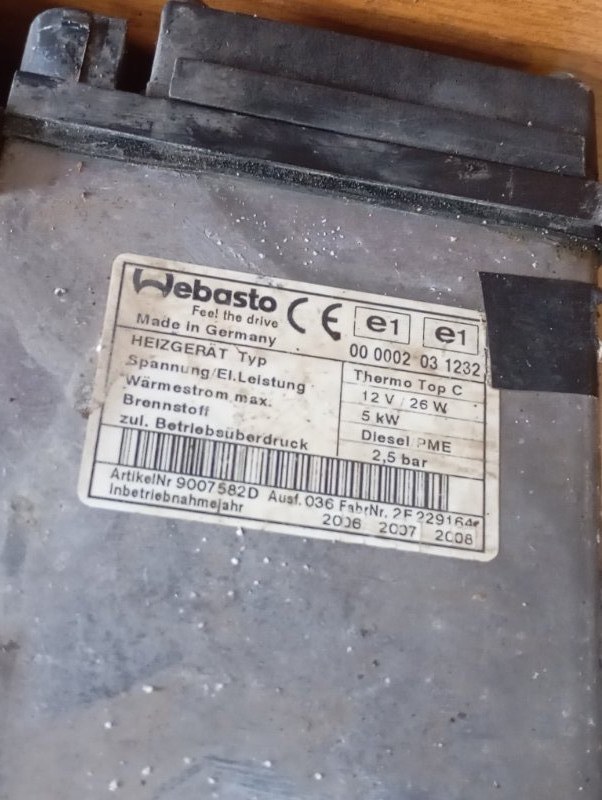 Webasto
Feel the drive
Made in Germany
CE e1 e1
00 0002 03 1232
HEIZGERÄT Typ Thermo Top C
Spannung/El.Leistung 12 V / 26 W
Wärmestrom max. 5 kW
Brennstoff Diesel PME
zul. Betriebsüberdruck 2,5 bar
ArtikelNr 9007582D Ausf. 036 FabrNr.
Inbetriebnahmejahr 2006 2007 2008